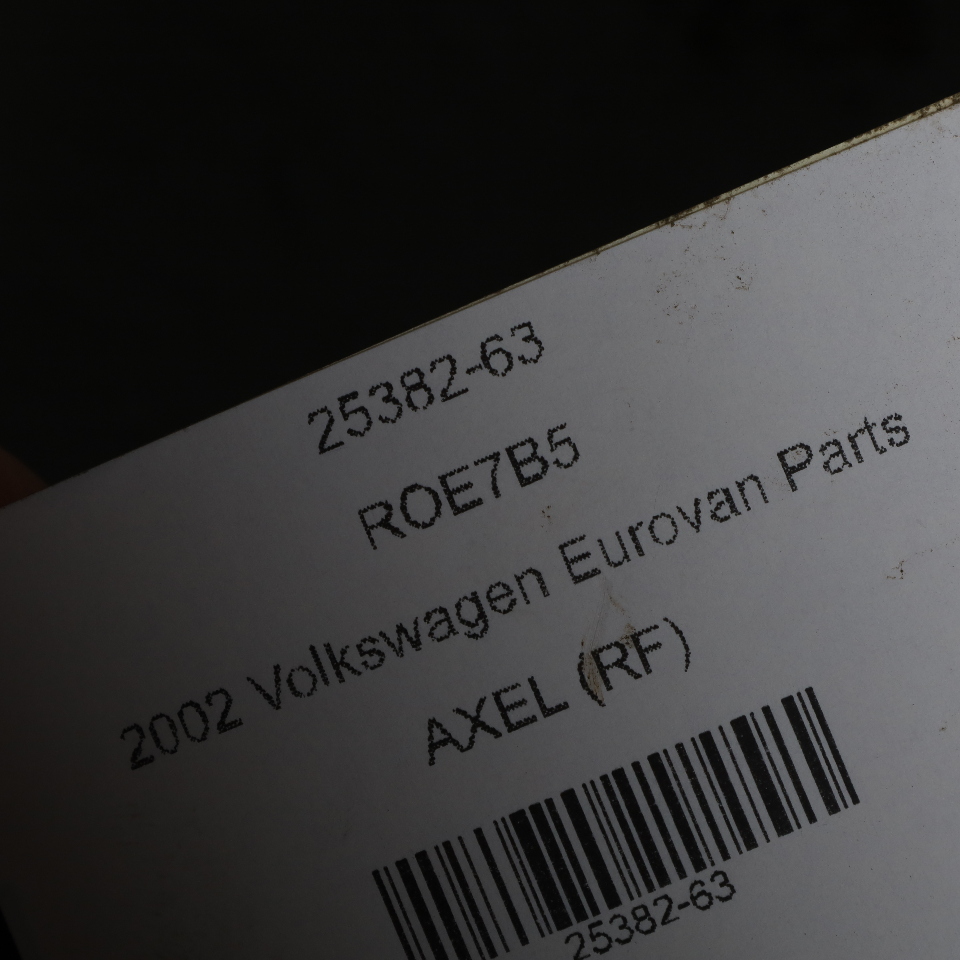 25382-63
ROE7B5
2002 Volkswagen Eurovan Parts
AXEL (RF)
25382-63